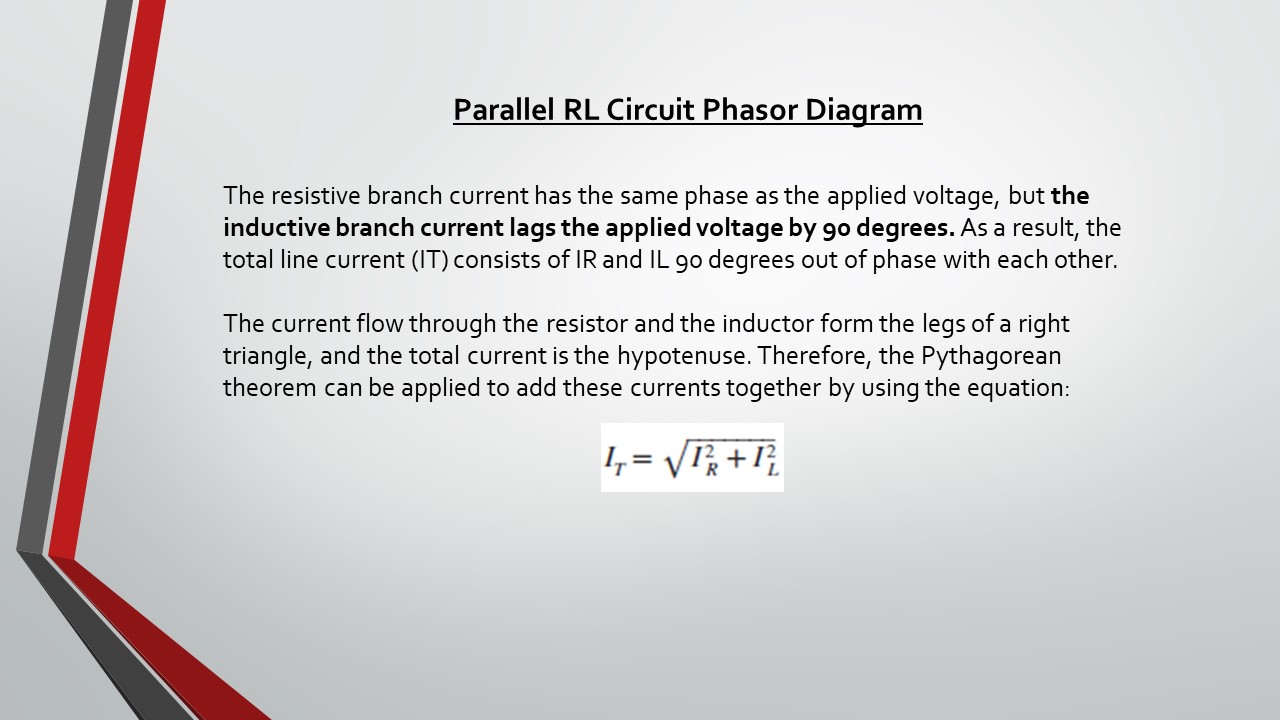 Parallel RL Circuit Phasor Diagram
The resistive branch current has the same phase as the applied voltage, but the
inductive branch current lags the applied voltage by 90 degrees. As a result, the
total line current (IT) consists of IR and IL 90 degrees out of phase with each other.
The current flow through the resistor and the inductor form the legs of a right
triangle, and the total current is the hypotenuse. Therefore, the Pythagorean
theorem can be applied to add these currents together by using the equation:
I_T = √(I_R^2 + I_L^2)